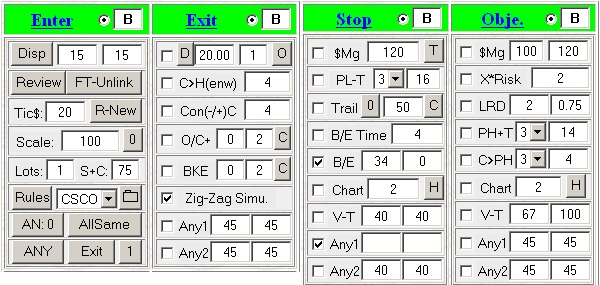 Enter B
Disp 15 15
Review FT-Unlink
Tic$: 20 R-New
Scale: 100 0
Lots: 1 S+C: 75
Rules CSCO
AN: 0 AllSame
ANY Exit 1
Exit B
D 20.00 1 O
C>H(enw) 4
Con(-/+)C 4
O/C+ 0 2 C
BKE 0 2 C
Zig-Zag Simu.
Any1 45 45
Any2 45 45
Stop B
$Mg 120 T
PL-T 3 16
Trail 0 50 C
B/E Time 4
B/E 34 0
Chart 2 H
V-T 40 40
Any1
Any2 40 40
Obje. B
$Mg 100 120
X*Risk 2
LRD 2 0.75
PH+T 3 14
C>PH 3 4
Chart 2 H
V-T 67 100
Any1 45 45
Any2 45 45